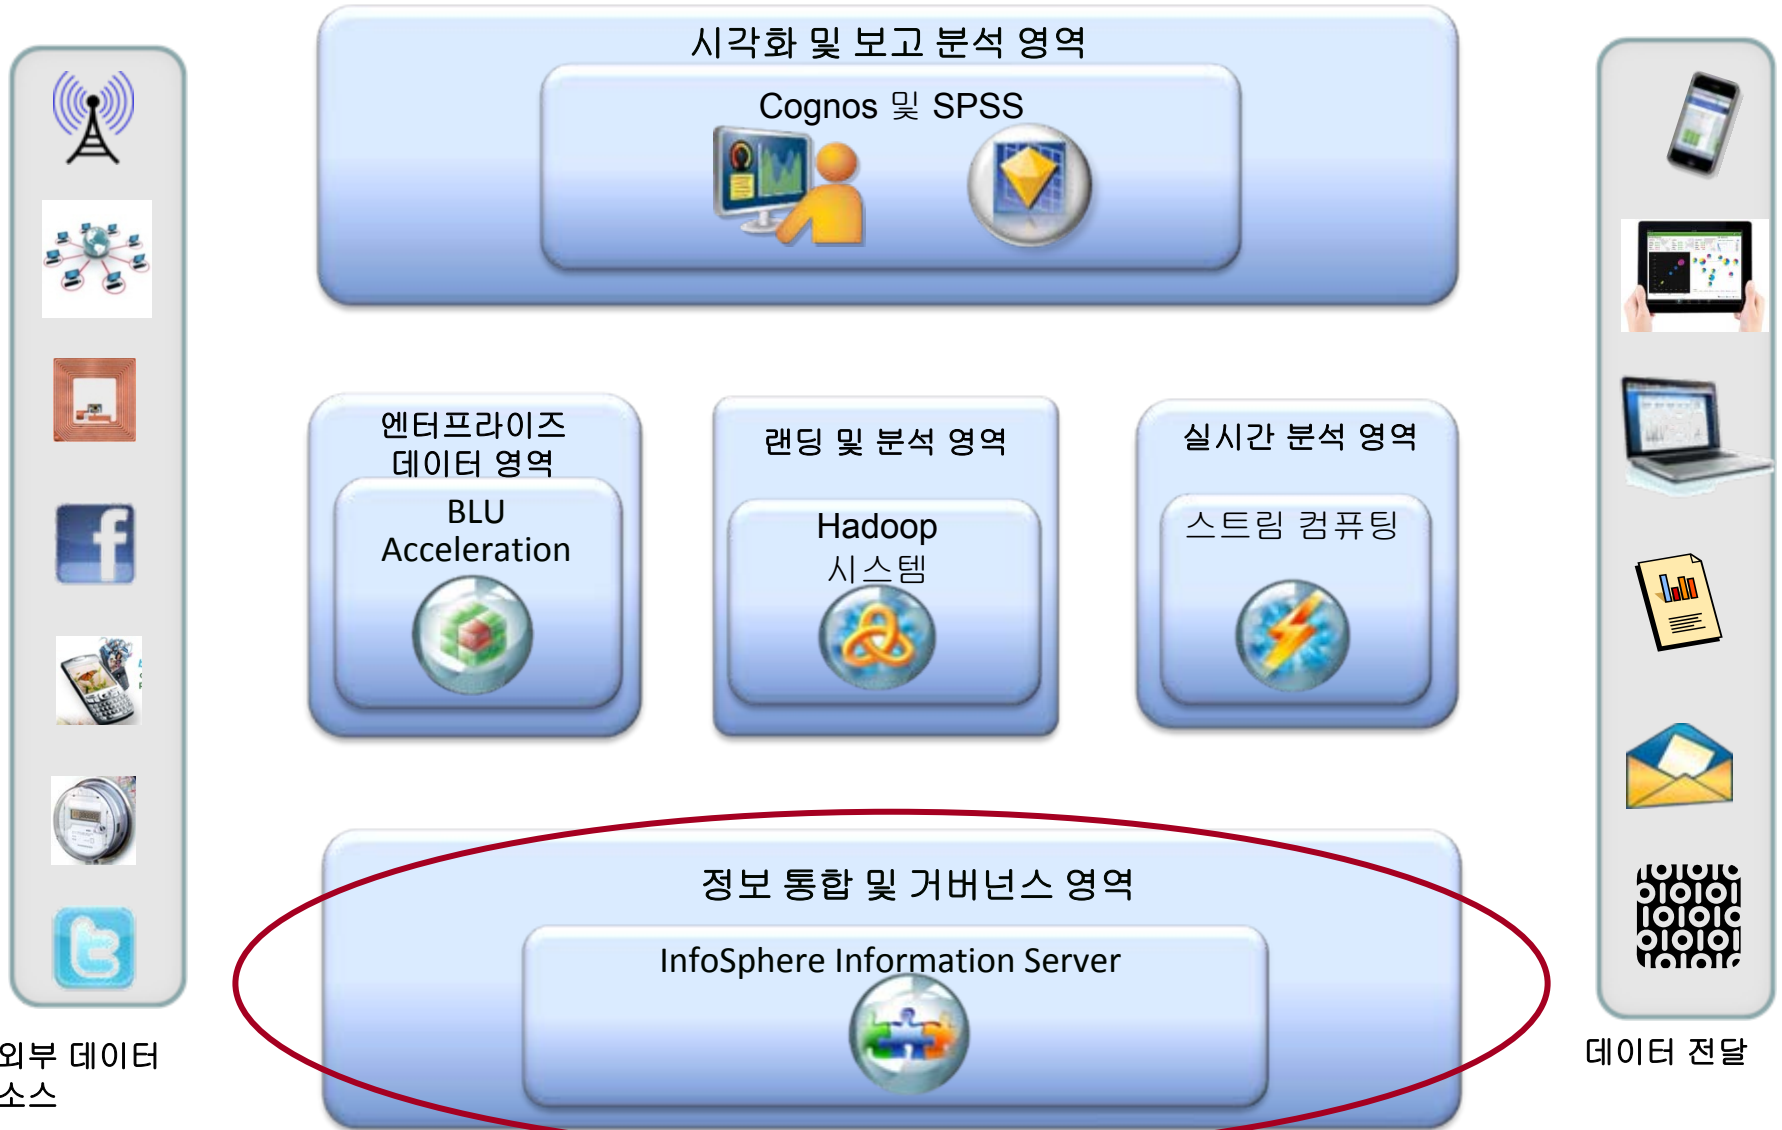 시각화 및 보고 분석 영역
Cognos 및 SPSS
엔터프라이즈
데이터 영역
BLU
Acceleration
랜딩 및 분석 영역
Hadoop
시스템
실시간 분석 영역
스트림 컴퓨팅
정보 통합 및 거버넌스 영역
InfoSphere Information Server
외부 데이터
소스
데이터 전달